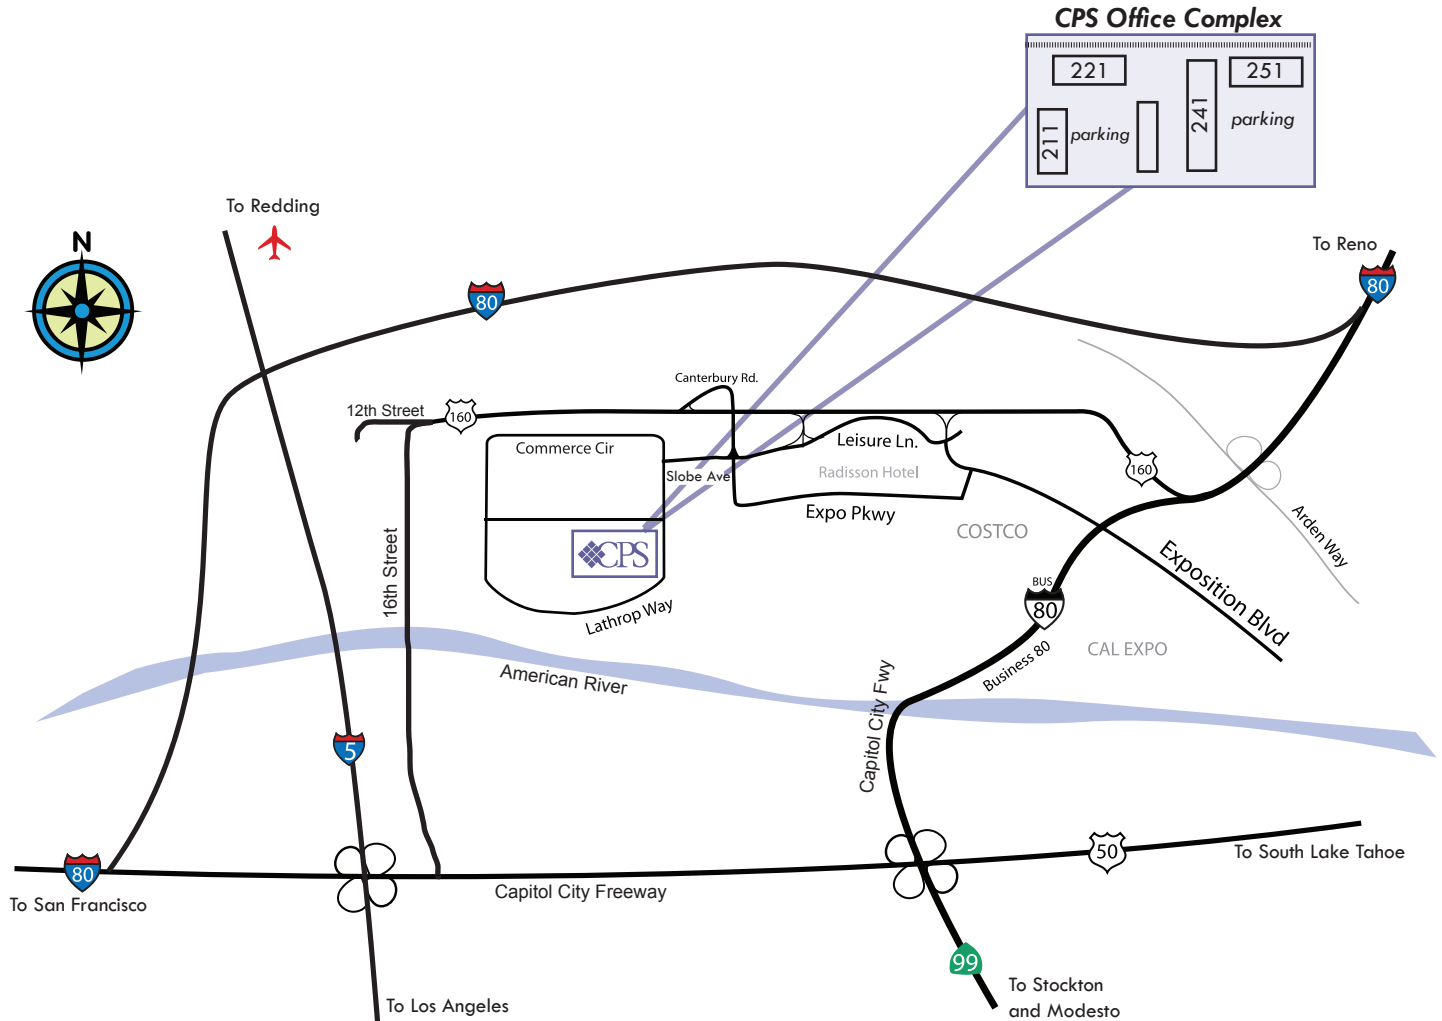 CPS Office Complex
221
251
211
parking
241
parking
To Redding
N
To Reno
80
80
Canterbury Rd.
12th Street
160
Commerce Cir
Leisure Ln.
Slobe Ave
Radisson Hotel
160
Expo Pkwy
COSTCO
Arden Way
CPS
16th Street
Exposition Blvd
BUS
80
Lathrop Way
Business 80
CAL EXPO
American River
Capitol City Fwy
5
80
50
To South Lake Tahoe
To San Francisco
Capitol City Freeway
99
To Los Angeles
To Stockton
and Modesto